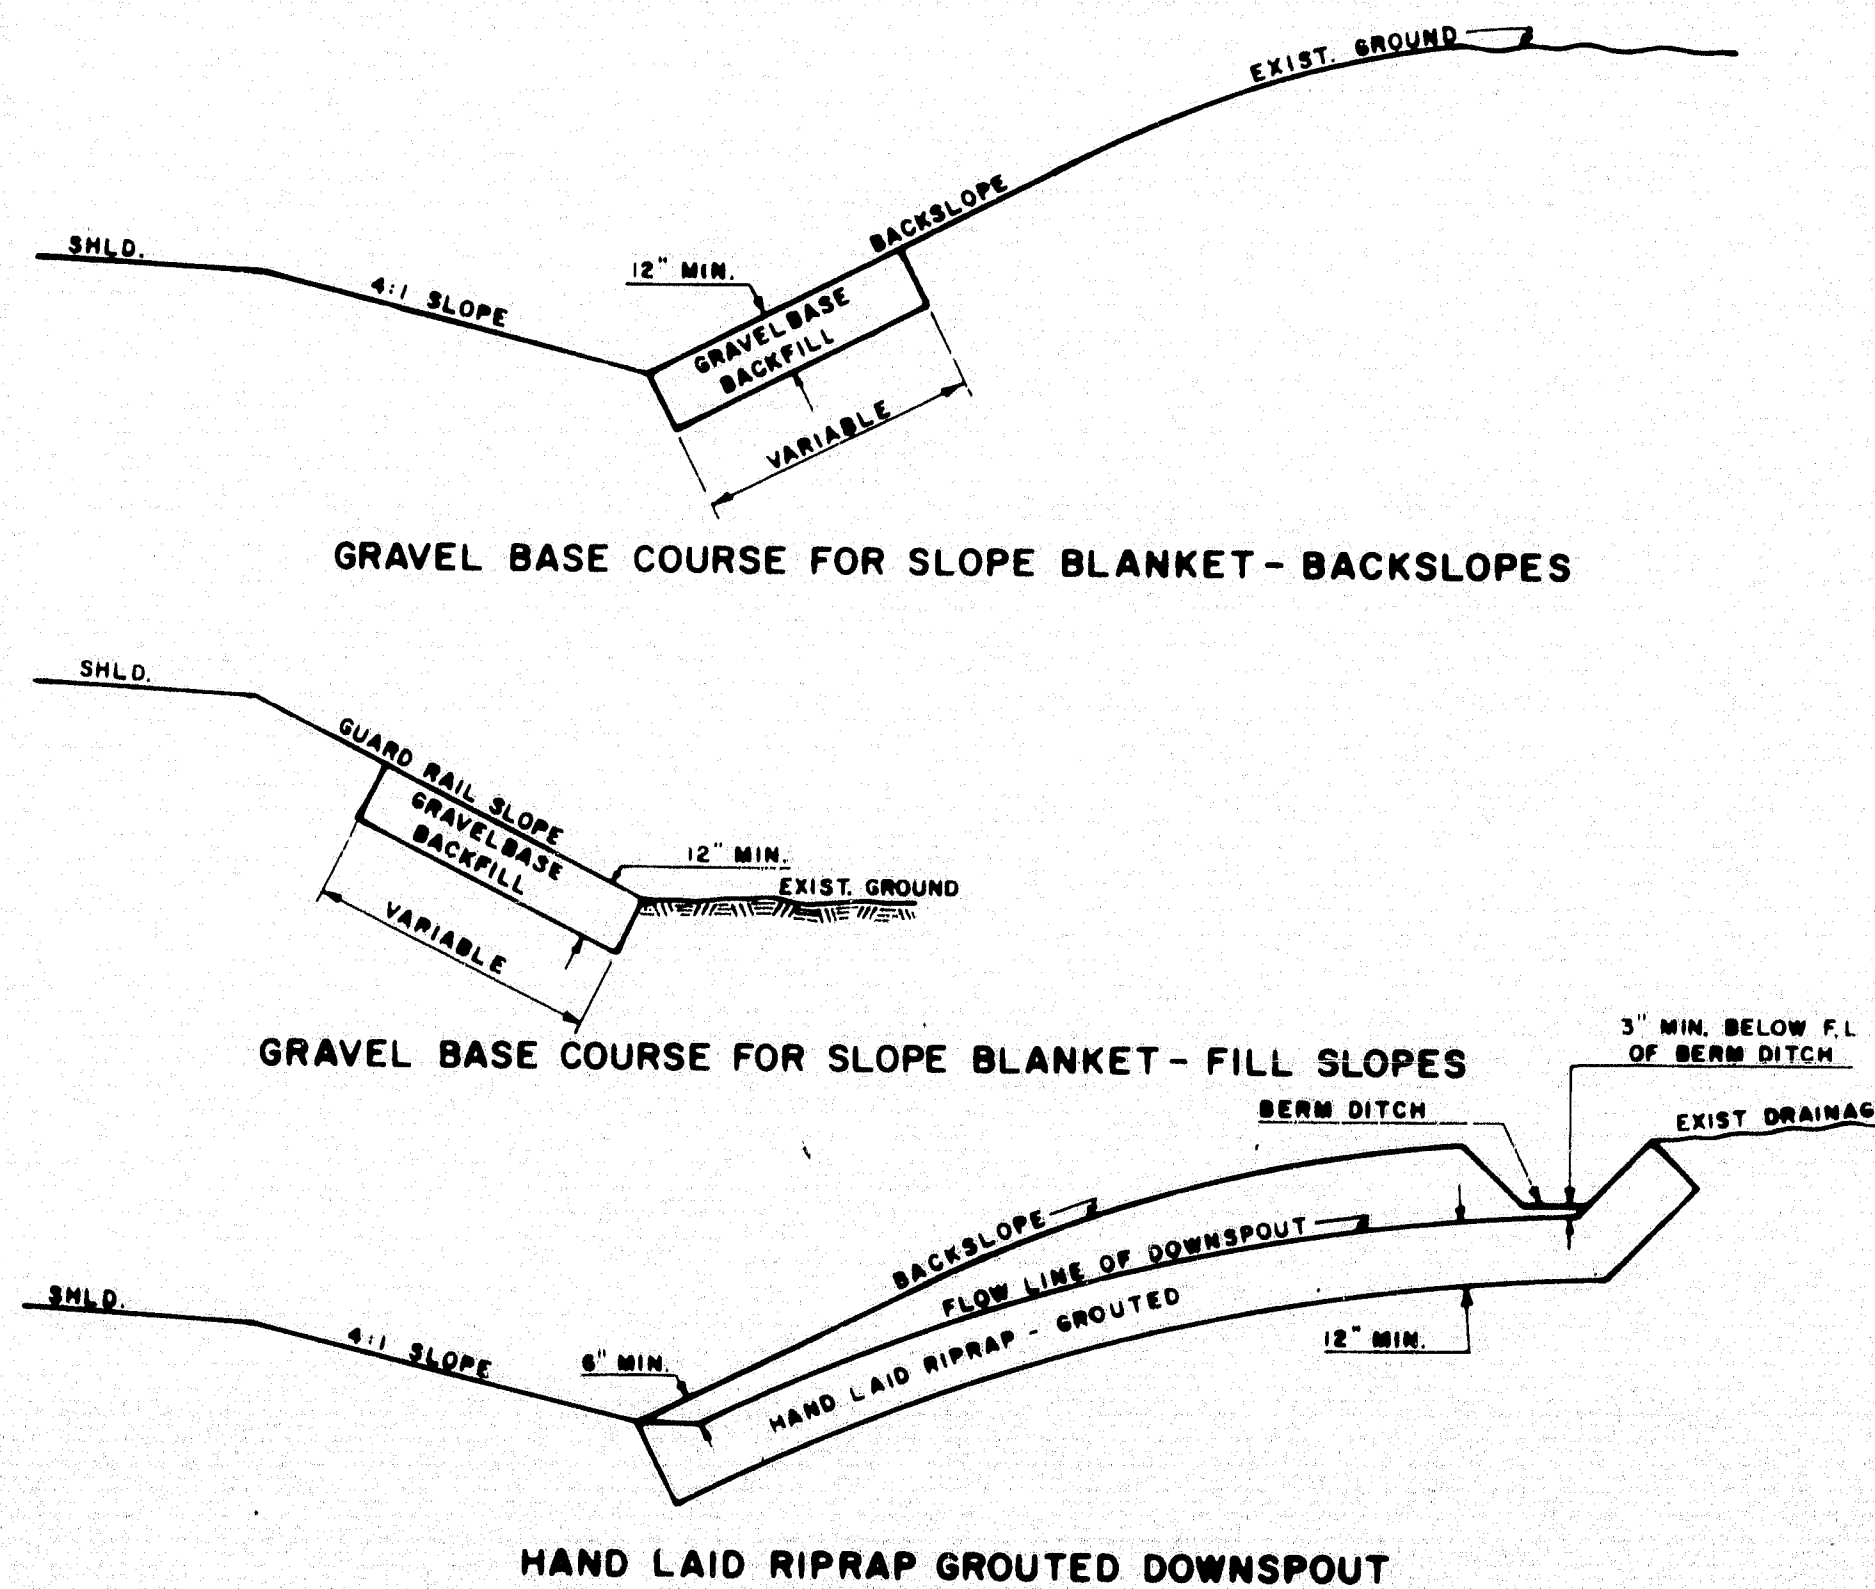 EXIST. GROUND
BACKSLOPE
SHLD.
4:1 SLOPE
12" MIN.
GRAVEL BASE
BACKFILL
VARIABLE
GRAVEL BASE COURSE FOR SLOPE BLANKET - BACKSLOPES
SHLD.
GUARD RAIL SLOPE
GRAVEL BASE
BACKFILL
12" MIN.
EXIST. GROUND
VARIABLE
GRAVEL BASE COURSE FOR SLOPE BLANKET - FILL SLOPES
3" MIN. BELOW F.L
OF BERM DITCH
BERM DITCH
EXIST DRAINAG
BACKSLOPE
FLOW LINE OF DOWNSPOUT
HAND LAID RIPRAP - GROUTED
SHLD.
4:1 SLOPE
6" MIN.
12" MIN.
HAND LAID RIPRAP GROUTED DOWNSPOUT